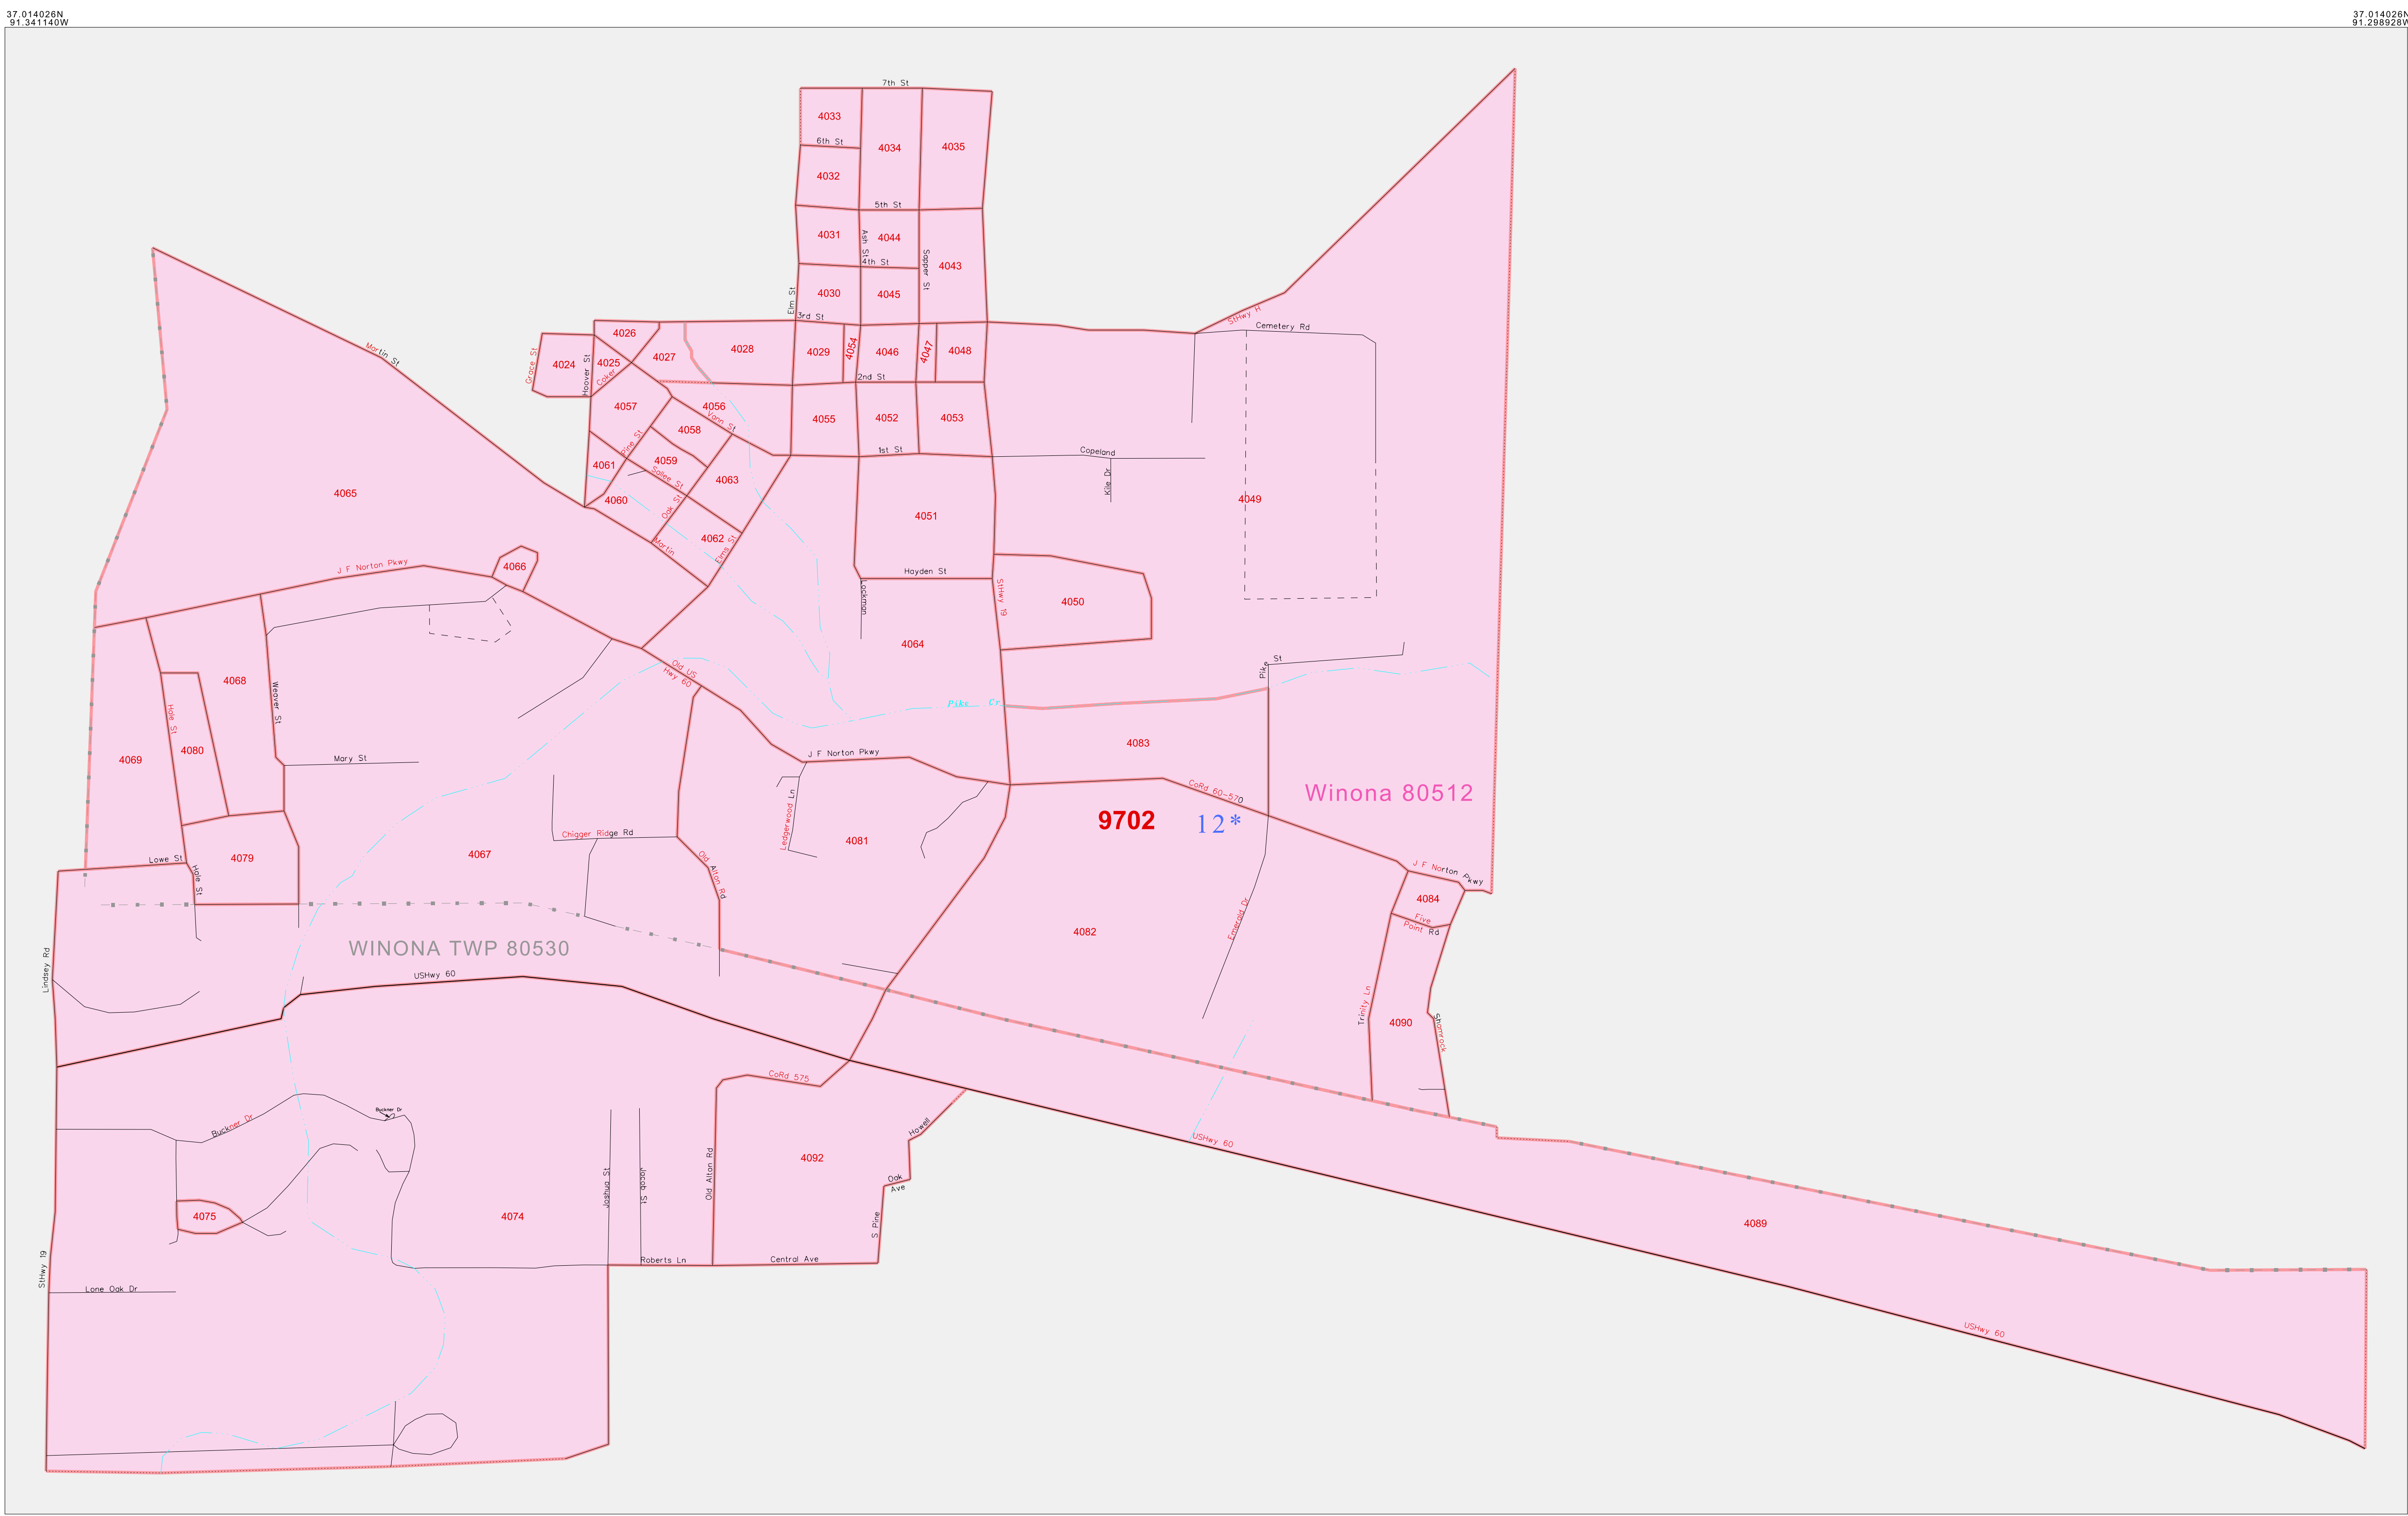 37.014026N
91.341140W
37.014026N
91.298928W
7th St
4033
4034
4035
6th St
4032
5th St
4031
Ash St
4044
Sapper St
4043
4th St
4030
4045
Elm St
3rd St
StHwy H
Cemetery Rd
4026
Martin St
Grace St
4024
Hoover St
4025
Coker
4027
4028
4029
4054
4046
4047
4048
2nd St
4057
4056
Vann St
4055
4052
4053
4058
Pine St
1st St
Copeland
4061
4059
Sallee St
4063
Kile Dr
4065
4060
Oak St
4049
4051
4062
Martin
Elms St
J F Norton Pkwy
4066
Hayden St
Lockman
StHwy 19
4050
4064
Old US
Hwy 60
Pike St
4068
Weaver St
Hale St
Pike Cr
4080
4069
Mary St
J F Norton Pkwy
4083
CoRd 60-570
Winona 80512
9702
12*
Ledgerwood Ln
Chigger Ridge Rd
4081
4079
Lowe St
Hale St
4067
Old Alton Rd
J F Norton Pkwy
4084
Five
Point Rd
Emerald Dr
4082
WINONA TWP 80530
Lindsey Rd
USHwy 60
Trinity Ln
4090
Shamrock
CoRd 575
Buckner Dr
Buckner Dr
Howell
USHwy 60
4092
Old Alton Rd
Joshua St
Jacob St
Oak
Ave
4075
4074
S Pine
4089
StHwy 19
Roberts Ln
Central Ave
Lone Oak Dr
USHwy 60